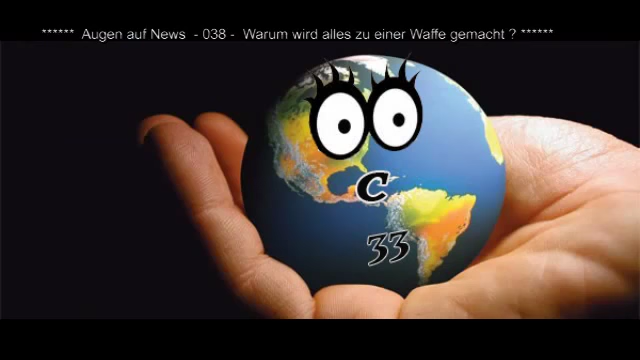 ****** Augen auf News - 038 - Warum wird alles zu einer Waffe gemacht ? ******
C
33